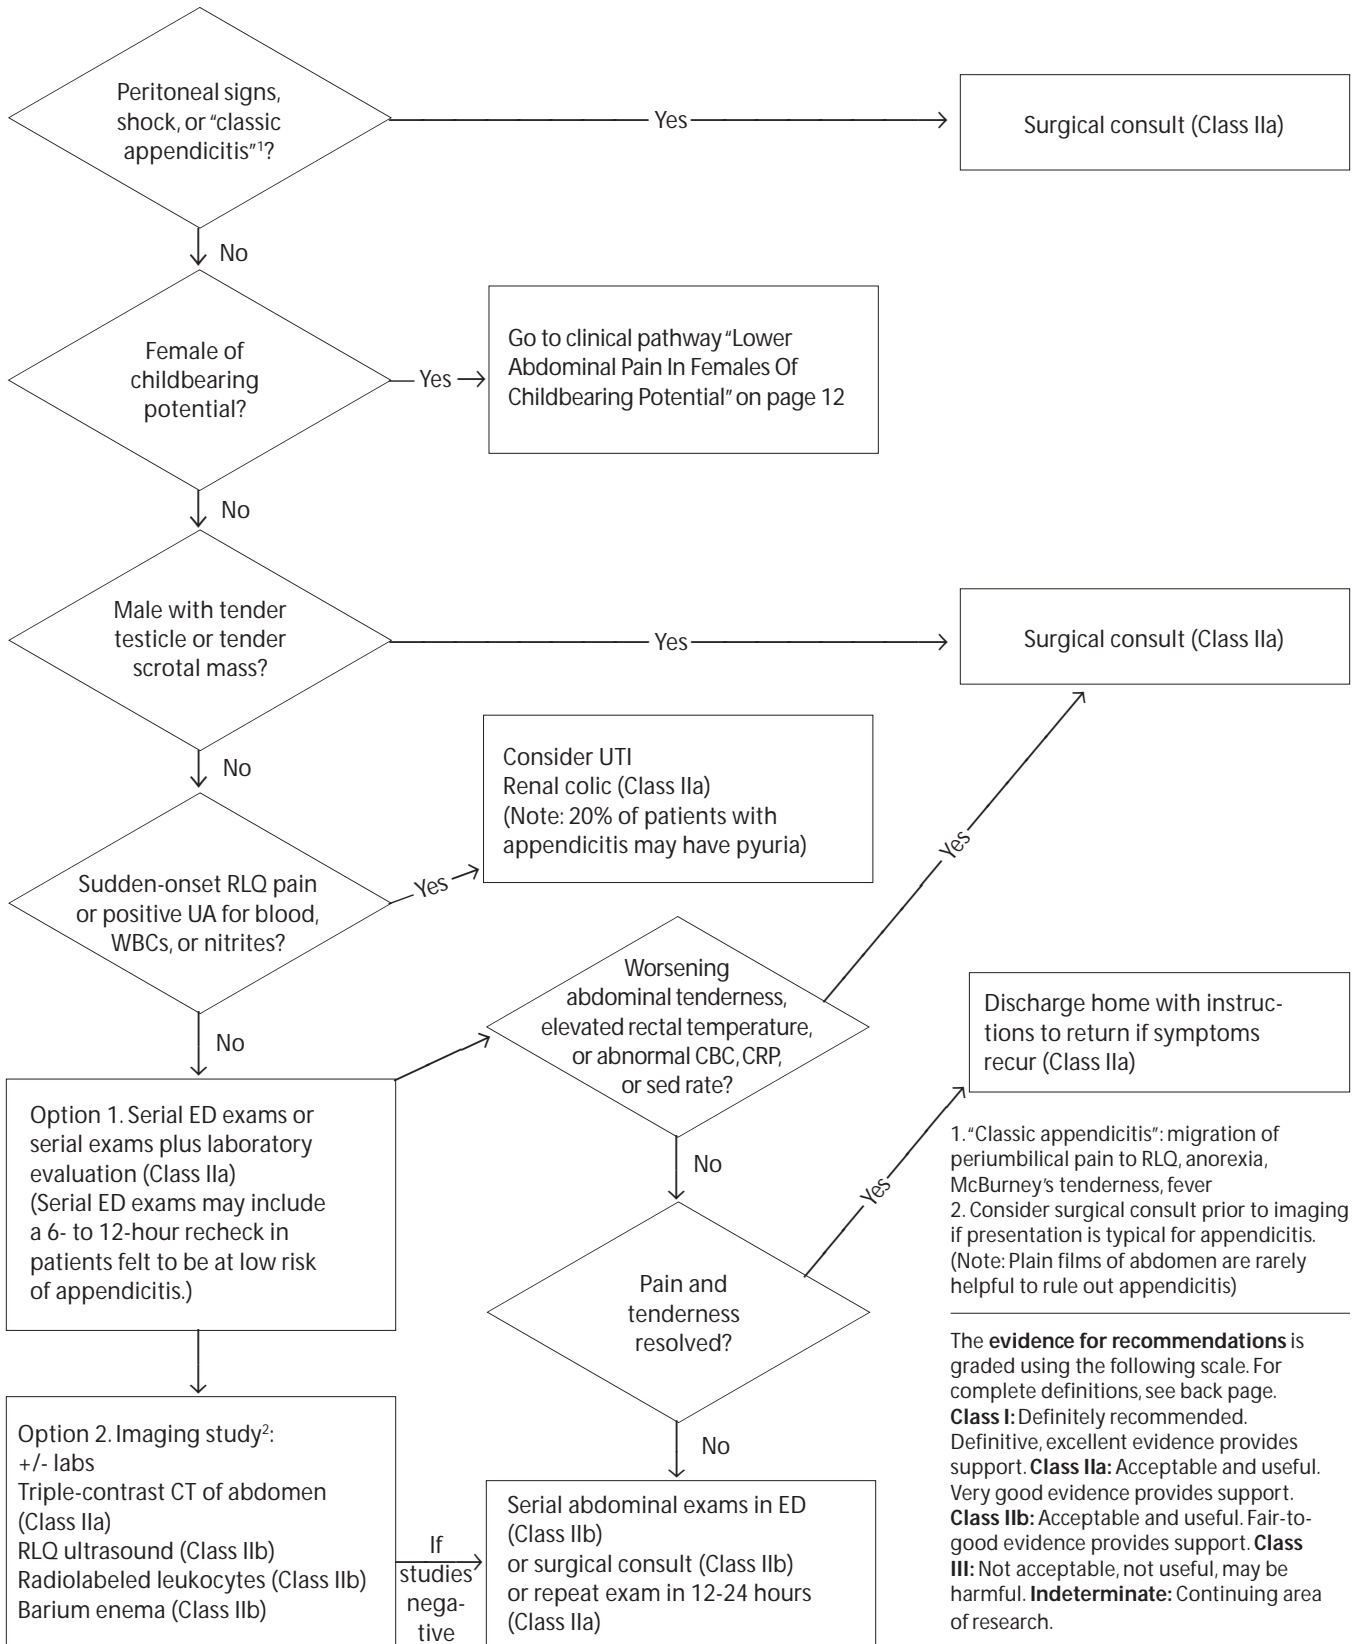 Peritoneal signs,
shock, or "classic
appendicitis"¹?
Yes
Surgical consult (Class IIa)
No
Female of
childbearing
potential?
Yes
Go to clinical pathway "Lower
Abdominal Pain In Females Of
Childbearing Potential" on page 12
No
Male with tender
testicle or tender
scrotal mass?
Yes
Surgical consult (Class IIa)
No
Sudden-onset RLQ pain
or positive UA for blood,
WBCs, or nitrites?
Yes
Consider UTI
Renal colic (Class IIa)
(Note: 20% of patients with
appendicitis may have pyuria)
No
Option 1. Serial ED exams or
serial exams plus laboratory
evaluation (Class IIa)
(Serial ED exams may include
a 6- to 12-hour recheck in
patients felt to be at low risk
of appendicitis.)
Worsening
abdominal tenderness,
elevated rectal temperature,
or abnormal CBC, CRP,
or sed rate?
Yes
No
Pain and
tenderness
resolved?
Yes
Discharge home with instruc-
tions to return if symptoms
recur (Class IIa)
No
Option 2. Imaging study²:
+/- labs
Triple-contrast CT of abdomen
(Class IIa)
RLQ ultrasound (Class IIb)
Radiolabeled leukocytes (Class IIb)
Barium enema (Class IIb)
If
studies
nega-
tive
Serial abdominal exams in ED
(Class IIb)
or surgical consult (Class IIb)
or repeat exam in 12-24 hours
(Class IIa)
1. "Classic appendicitis": migration of
periumbilical pain to RLQ, anorexia,
McBurney's tenderness, fever
2. Consider surgical consult prior to imaging
if presentation is typical for appendicitis.
(Note: Plain films of abdomen are rarely
helpful to rule out appendicitis)
The evidence for recommendations is
graded using the following scale. For
complete definitions, see back page.
Class I: Definitely recommended.
Definitive, excellent evidence provides
support. Class IIa: Acceptable and useful.
Very good evidence provides support.
Class IIb: Acceptable and useful. Fair-to-
good evidence provides support. Class
III: Not acceptable, not useful, may be
harmful. Indeterminate: Continuing area
of research.